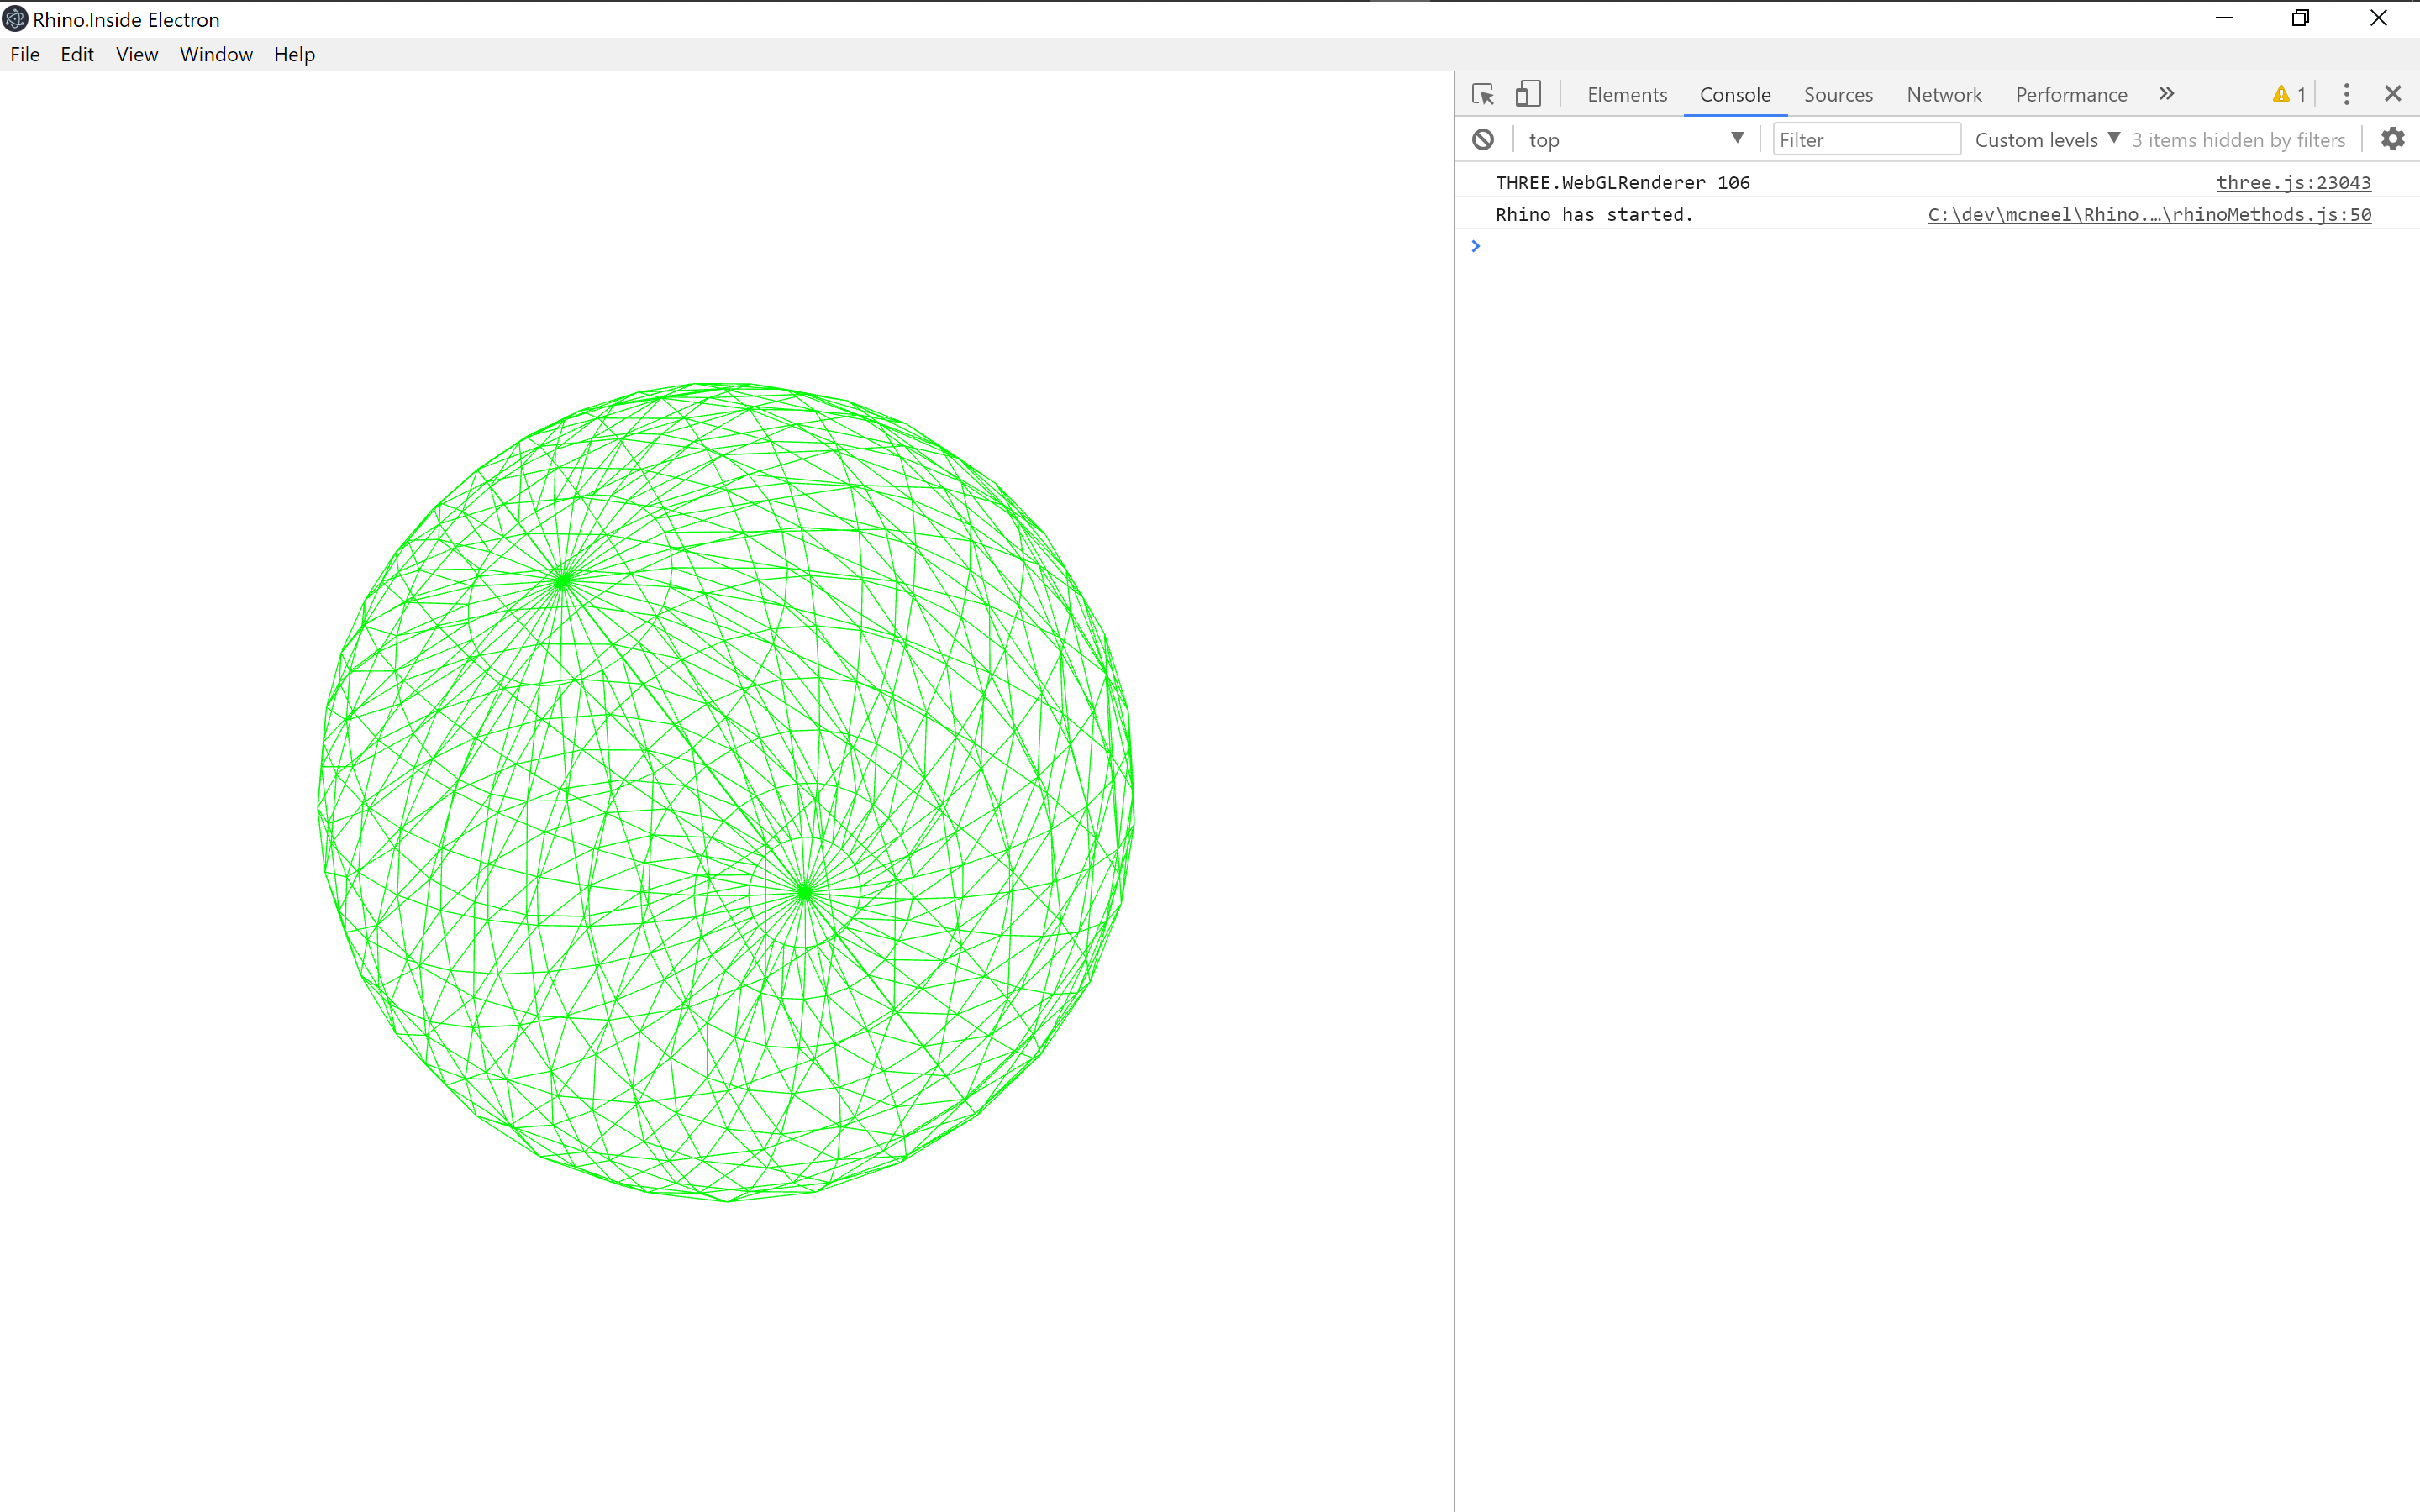 Rhino.Inside Electron
File Edit View Window Help
Elements Console Sources Network Performance » 1
top Filter Custom levels 3 items hidden by filters
THREE.WebGLRenderer 106 three.js:23043
Rhino has started. C:\dev\mcneel\Rhino.…\rhinoMethods.js:50